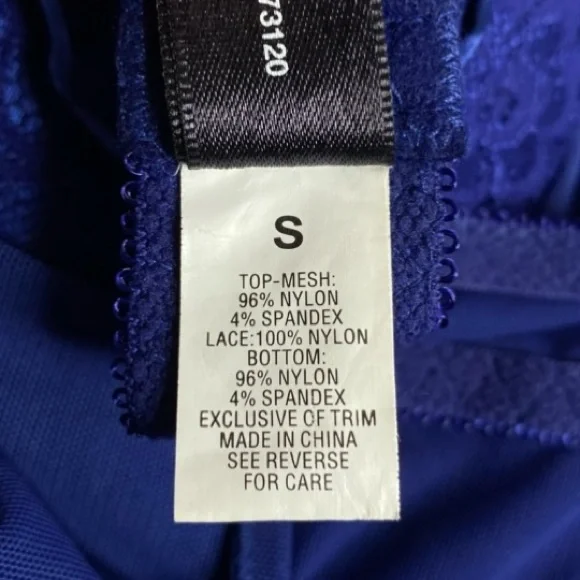 73120
S
TOP-MESH:
96% NYLON
4% SPANDEX
LACE:100% NYLON
BOTTOM:
96% NYLON
4% SPANDEX
EXCLUSIVE OF TRIM
MADE IN CHINA
SEE REVERSE
FOR CARE